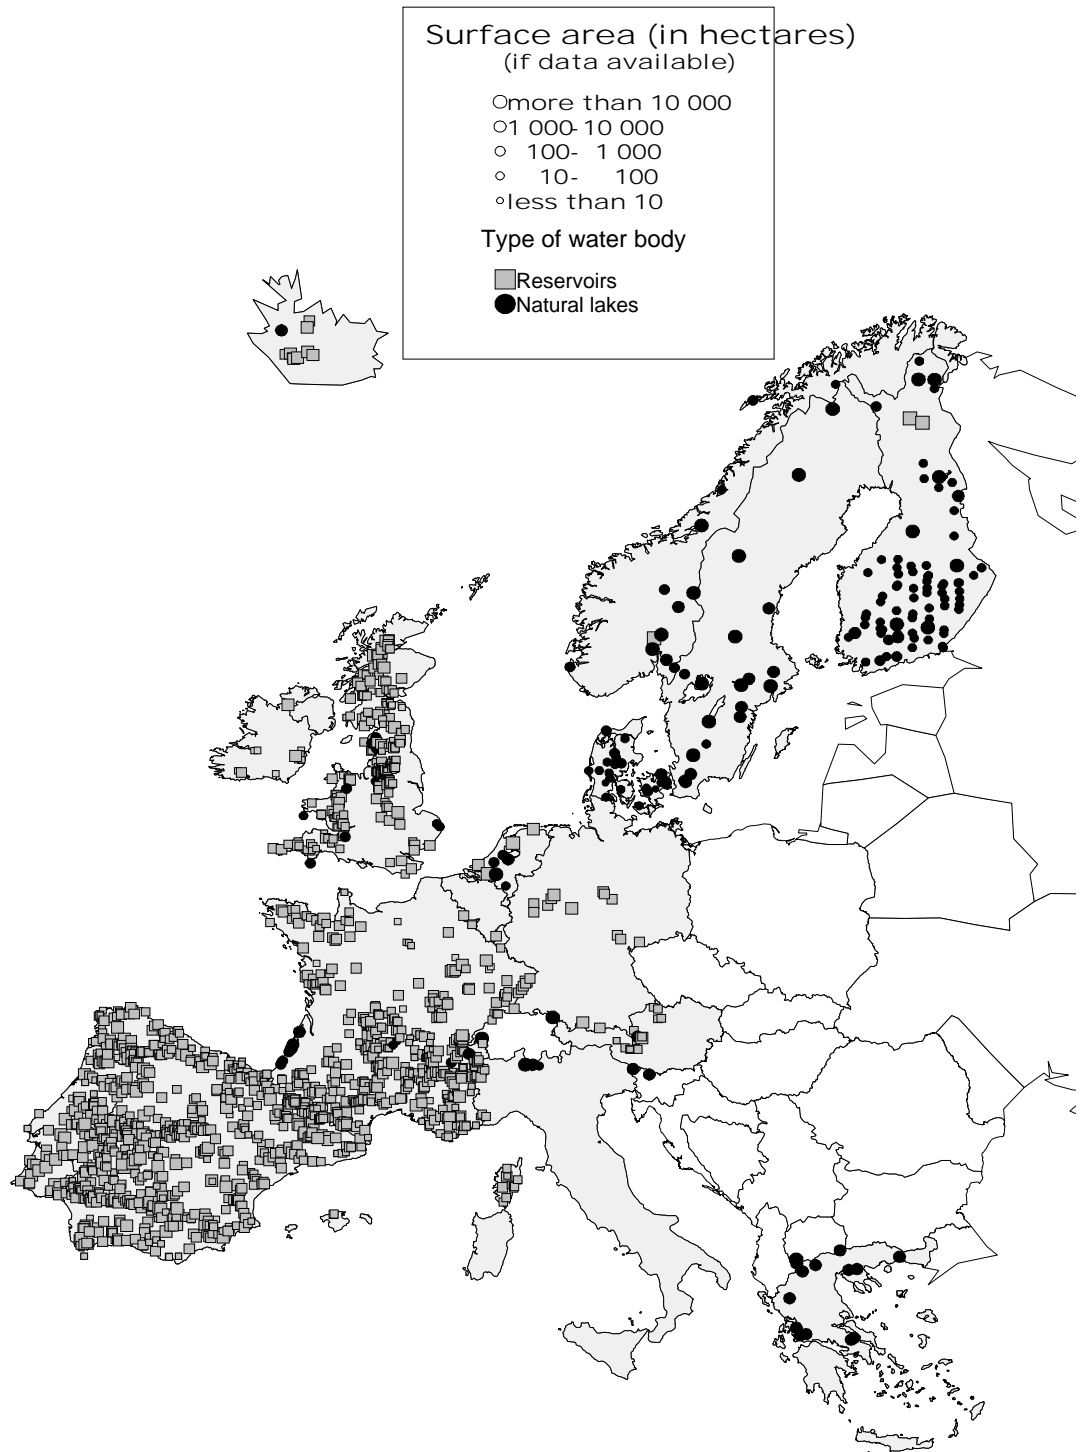 Surface area (in hectares)
(if data available)
more than 10 000
1 000- 10 000
100- 1 000
10- 100
less than 10
Type of water body
Reservoirs
Natural lakes